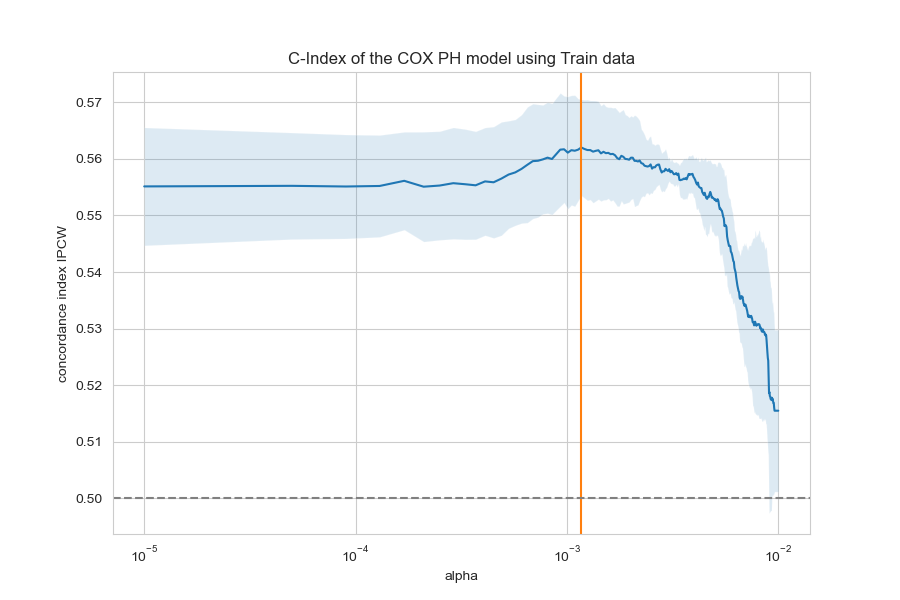 C-Index of the COX PH model using Train data
concordance index IPCW
0.57
0.56
0.55
0.54
0.53
0.52
0.51
0.50
10⁻⁵ 10⁻⁴ 10⁻³ 10⁻²
alpha